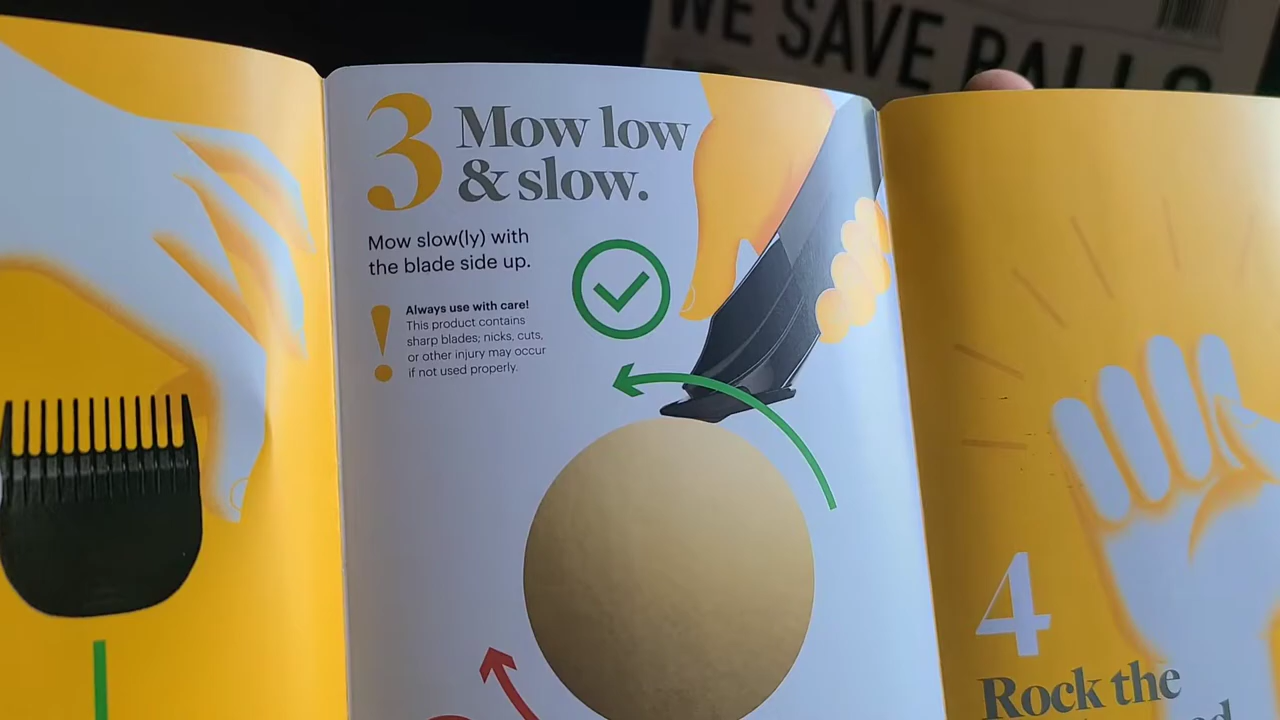 WE SAVE BALLS
3
Mow low
& slow.
Mow slow(ly) with
the blade side up.
!
Always use with care!
This product contains
sharp blades; nicks, cuts,
or other injury may occur
if not used properly.
4
Rock the